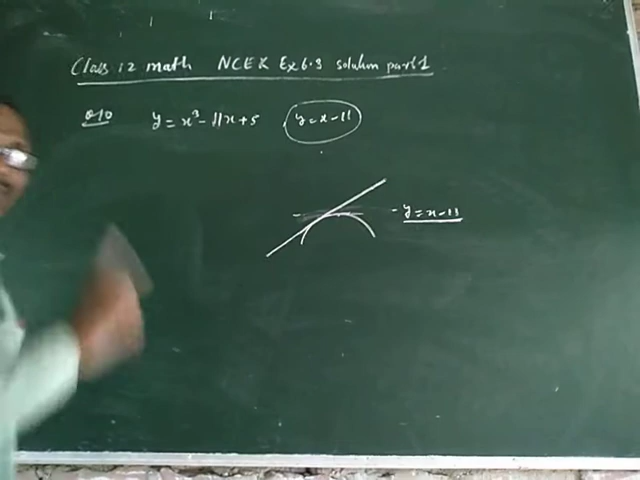 Class 12 math NCER Ex 6.3 solution part 1
Q10 y = x³ - 11x + 5 y = x - 11
y = x - 11